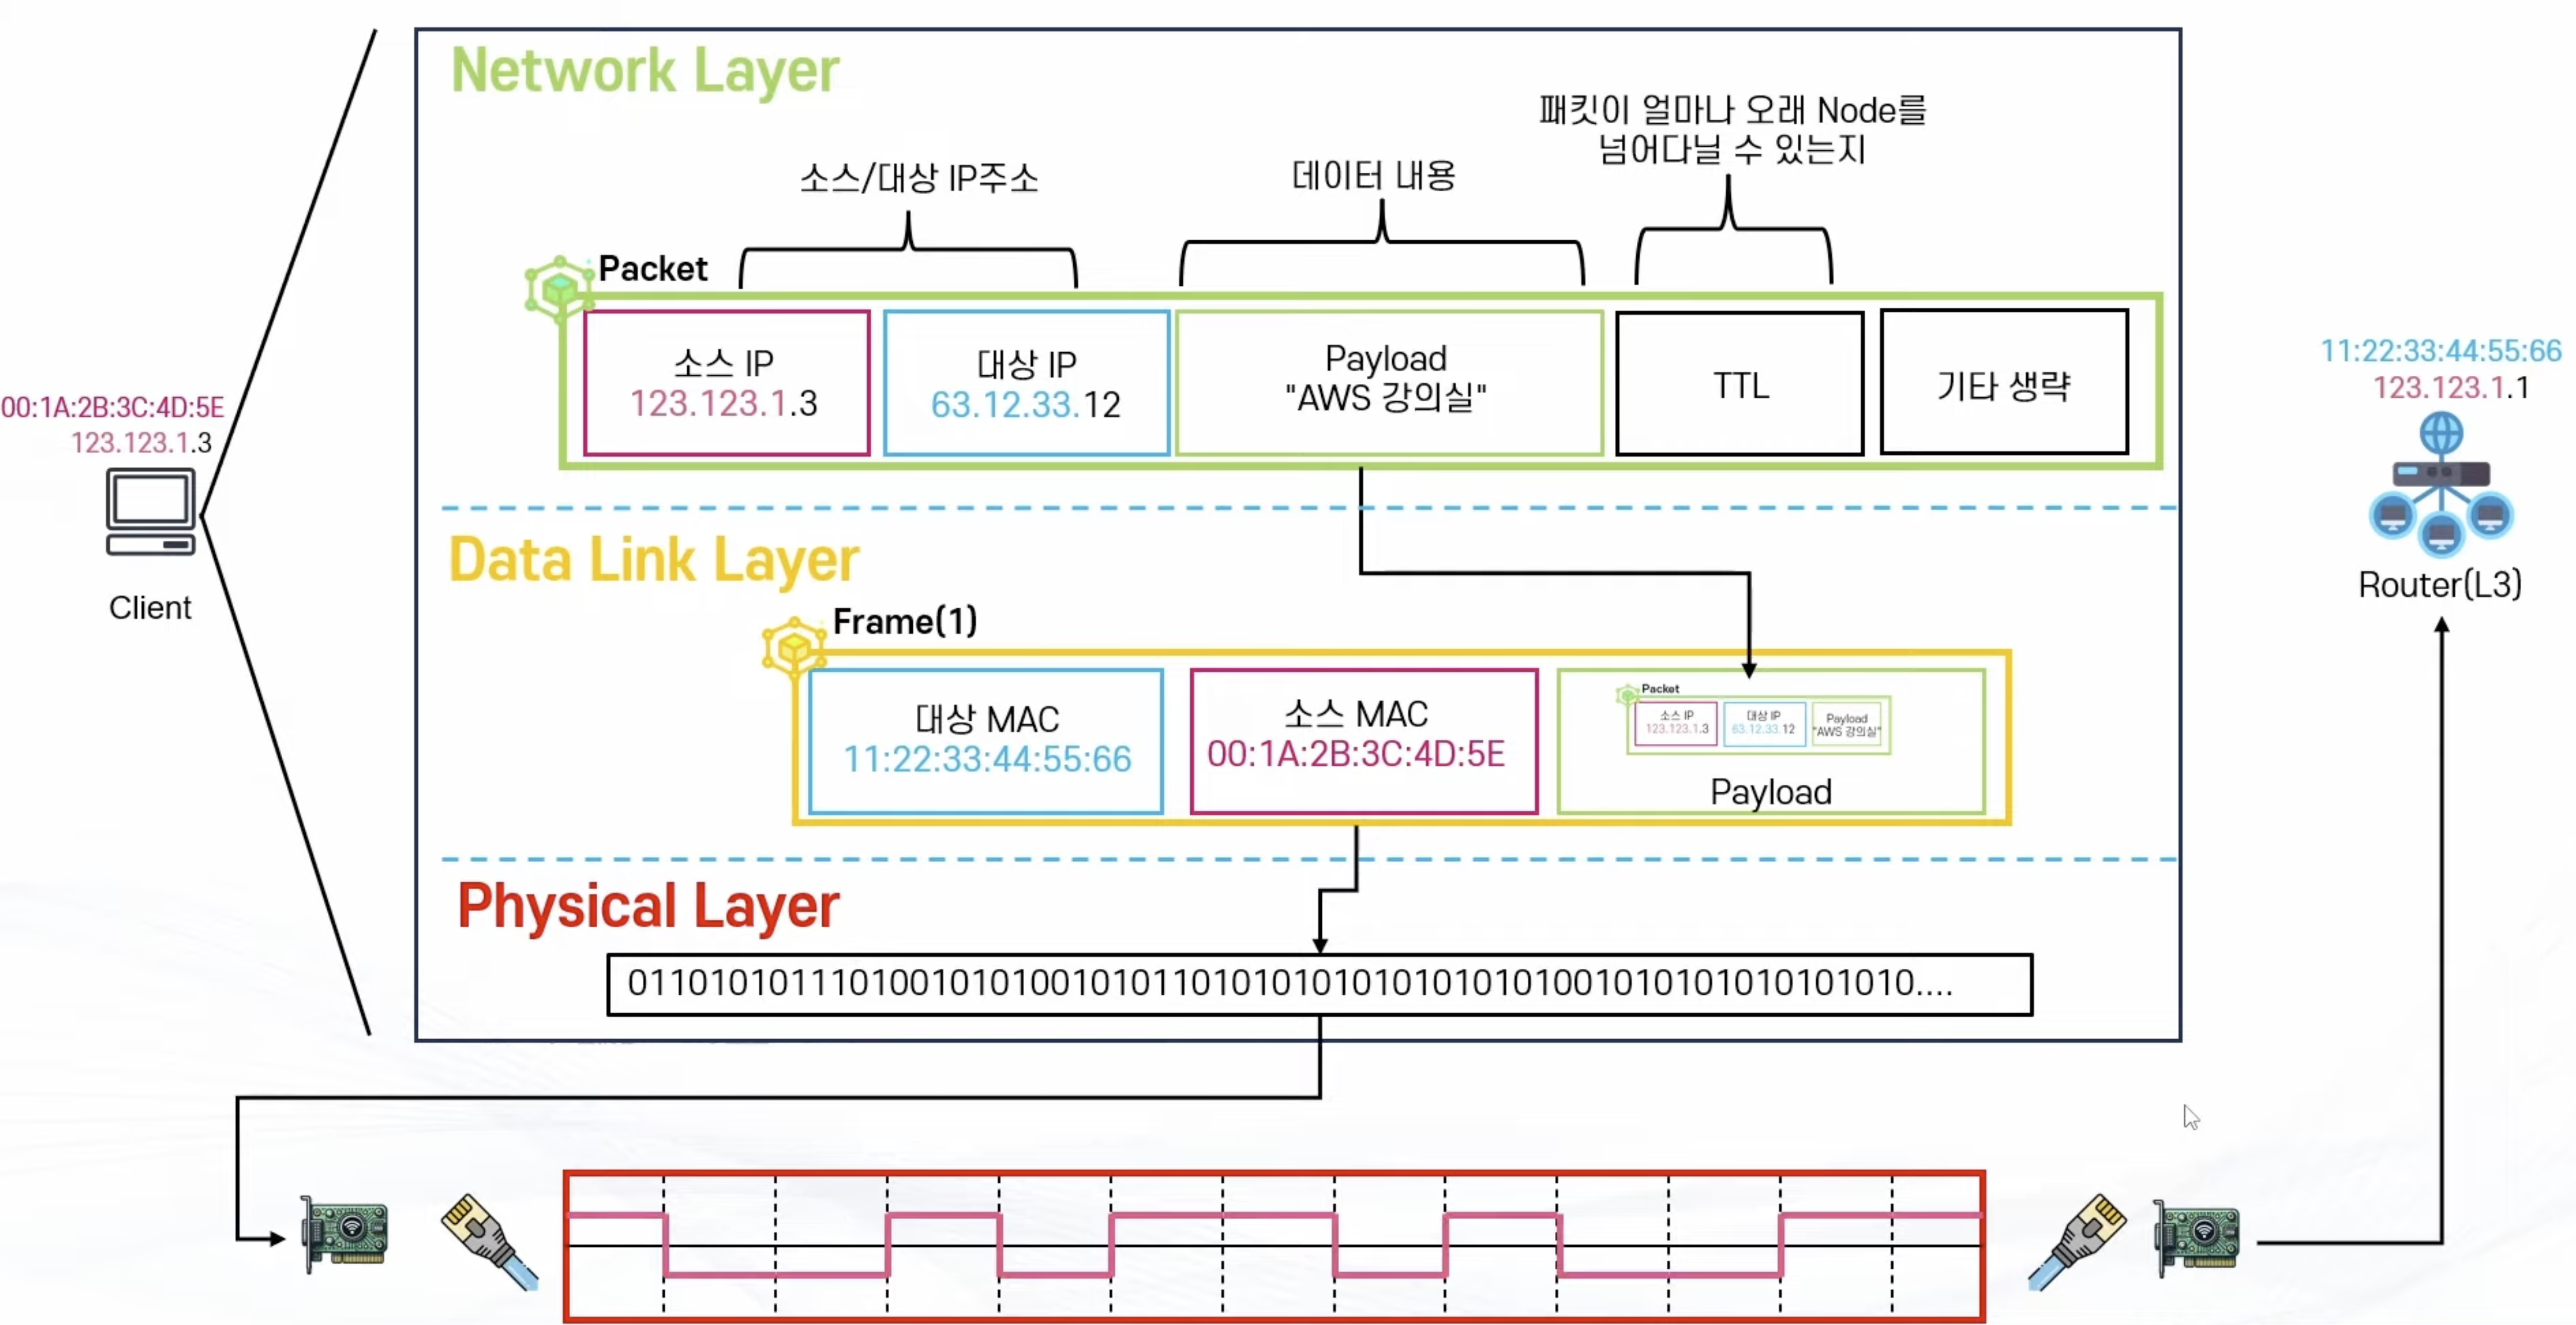 Network Layer
패킷이 얼마나 오래 Node를
넘어다닐 수 있는지
소스/대상 IP주소
데이터 내용
Packet
소스 IP
123.123.1.3
대상 IP
63.12.33.12
Payload
"AWS 강의실"
TTL
기타 생략
00:1A:2B:3C:4D:5E
123.123.1.3
Client
11:22:33:44:55:66
123.123.1.1
Router(L3)
Data Link Layer
Frame(1)
대상 MAC
11:22:33:44:55:66
소스 MAC
00:1A:2B:3C:4D:5E
Packet
소스 IP
123.123.1.3
대상 IP
63.12.33.12
Payload
"AWS 강의실"
Payload
Physical Layer
0110101011101001010100101011010101010101010101001010101010101010....